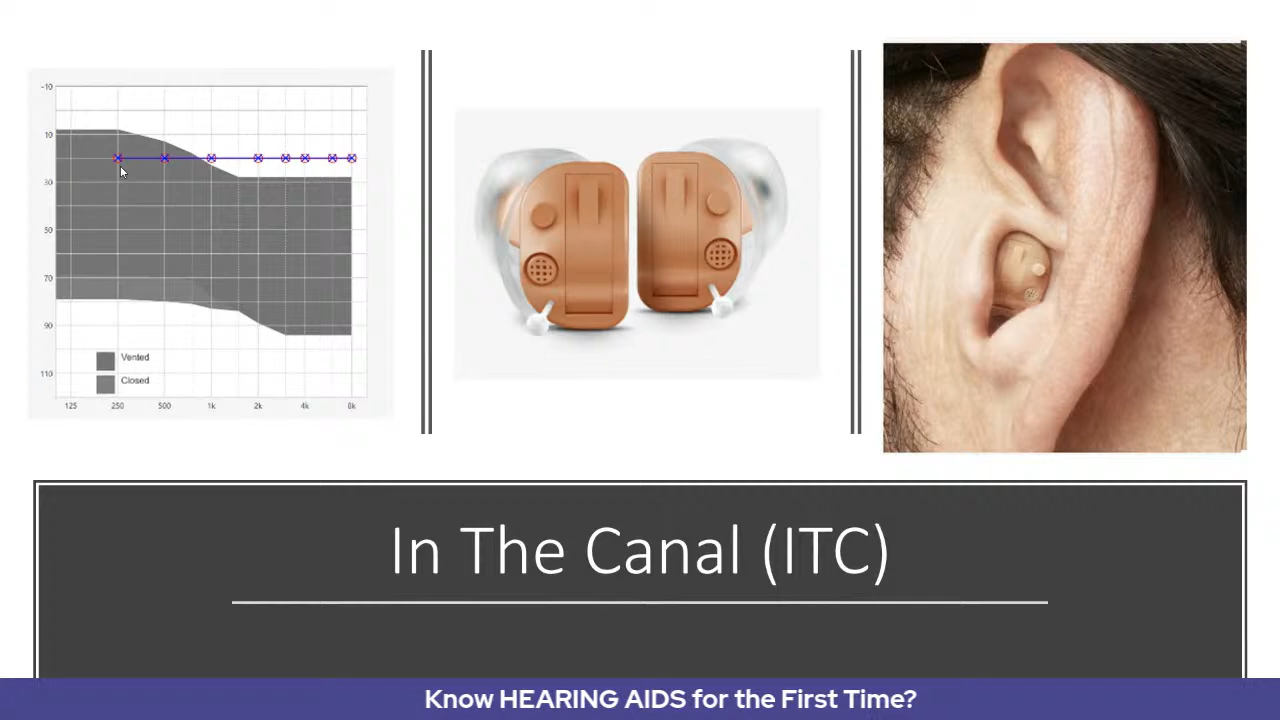 -10
10
30
50
70
90
110
Vented
Closed
125 250 500 1k 2k 4k 8k
In The Canal (ITC)
Know HEARING AIDS for the First Time?